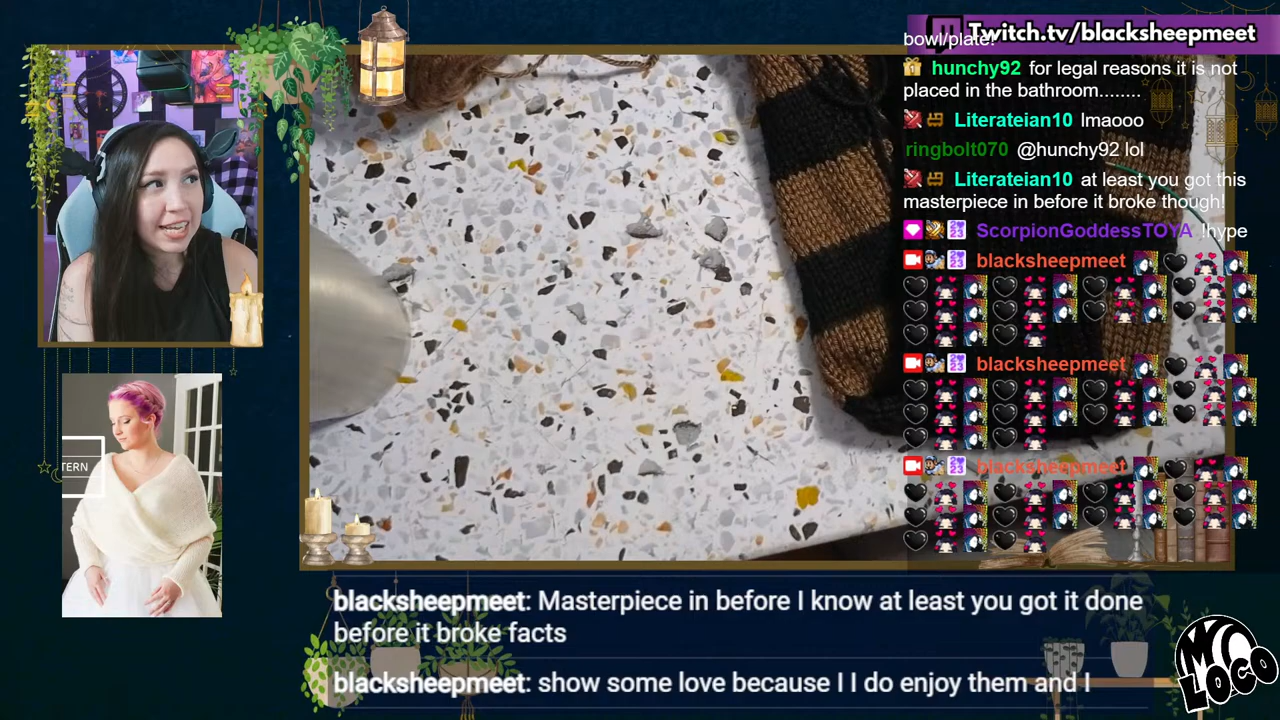 Twitch.tv/blacksheepmeet
bowl/plate!
hunchy92 for legal reasons it is not
placed in the bathroom........
Literateian10 lmaooo
ringbolt070 @hunchy92 lol
Literateian10 at least you got this
masterpiece in before it broke though!
ScorpionGoddessTOYA !hype
blacksheepmeet
blacksheepmeet
blacksheepmeet
TERN
blacksheepmeet: Masterpiece in before I know at least you got it done
before it broke facts
blacksheepmeet: show some love because I I do enjoy them and I
MC
LOCO